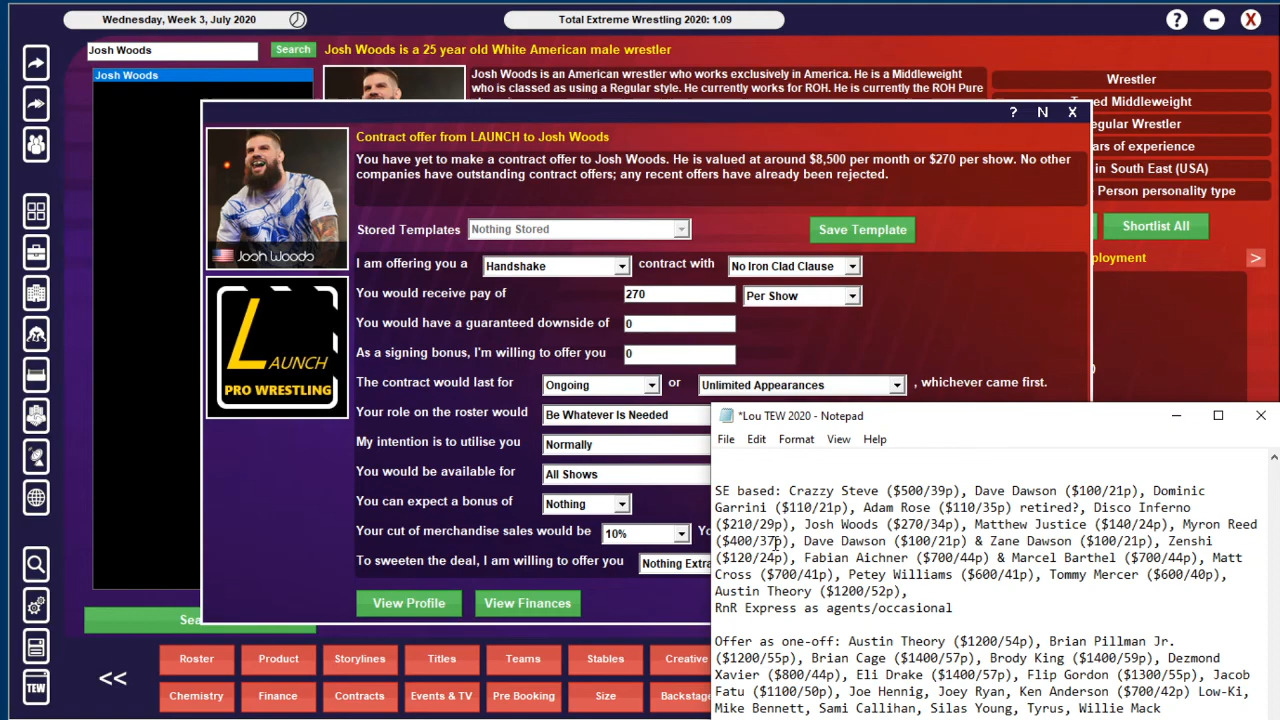 Wednesday, Week 3, July 2020
Total Extreme Wrestling 2020: 1.09
?
X
Josh Woods
Search
Josh Woods is a 25 year old White American male wrestler
Josh Woods
Josh Woods is an American wrestler who works exclusively in America. He is a Middleweight
who is classed as using a Regular style. He currently works for ROH. He is currently the ROH Pure
Wrestler
Middleweight
Regular Wrestler
ars of experience
in South East (USA)
Person personality type
Shortlist All
ployment
>
? N X
Contract offer from LAUNCH to Josh Woods
You have yet to make a contract offer to Josh Woods. He is valued at around $8,500 per month or $270 per show. No other
companies have outstanding contract offers; any recent offers have already been rejected.
Josh Woods
LAUNCH
PRO WRESTLING
Stored Templates Nothing Stored Save Template
I am offering you a Handshake contract with No Iron Clad Clause
You would receive pay of 270 Per Show
You would have a guaranteed downside of 0
As a signing bonus, I'm willing to offer you 0
The contract would last for Ongoing or Unlimited Appearances , whichever came first.
Your role on the roster would Be Whatever Is Needed
My intention is to utilise you Normally
You would be available for All Shows
You can expect a bonus of Nothing
Your cut of merchandise sales would be 10% Yo
To sweeten the deal, I am willing to offer you Nothing Extra
View Profile View Finances
Sea
<<
Roster Product Storylines Titles Teams Stables Creative
Chemistry Finance Contracts Events & TV Pre Booking Size Backstage
TEW
*Lou TEW 2020 - Notepad
File Edit Format View Help
SE based: Crazzy Steve ($500/39p), Dave Dawson ($100/21p), Dominic
Garrini ($110/21p), Adam Rose ($110/35p) retired?, Disco Inferno
($210/29p), Josh Woods ($270/34p), Matthew Justice ($140/24p), Myron Reed
($400/37p), Dave Dawson ($100/21p) & Zane Dawson ($100/21p), Zenshi
($120/24p), Fabian Aichner ($700/44p) & Marcel Barthel ($700/44p), Matt
Cross ($700/41p), Petey Williams ($600/41p), Tommy Mercer ($600/40p),
Austin Theory ($1200/52p),
RnR Express as agents/occasional
Offer as one-off: Austin Theory ($1200/54p), Brian Pillman Jr.
($1200/55p), Brian Cage ($1400/57p), Brody King ($1400/59p), Dezmond
Xavier ($800/44p), Eli Drake ($1400/57p), Flip Gordon ($1300/55p), Jacob
Fatu ($1100/50p), Joe Hennig, Joey Ryan, Ken Anderson ($700/42p) Low-Ki,
Mike Bennett, Sami Callihan, Silas Young, Tyrus, Willie Mack